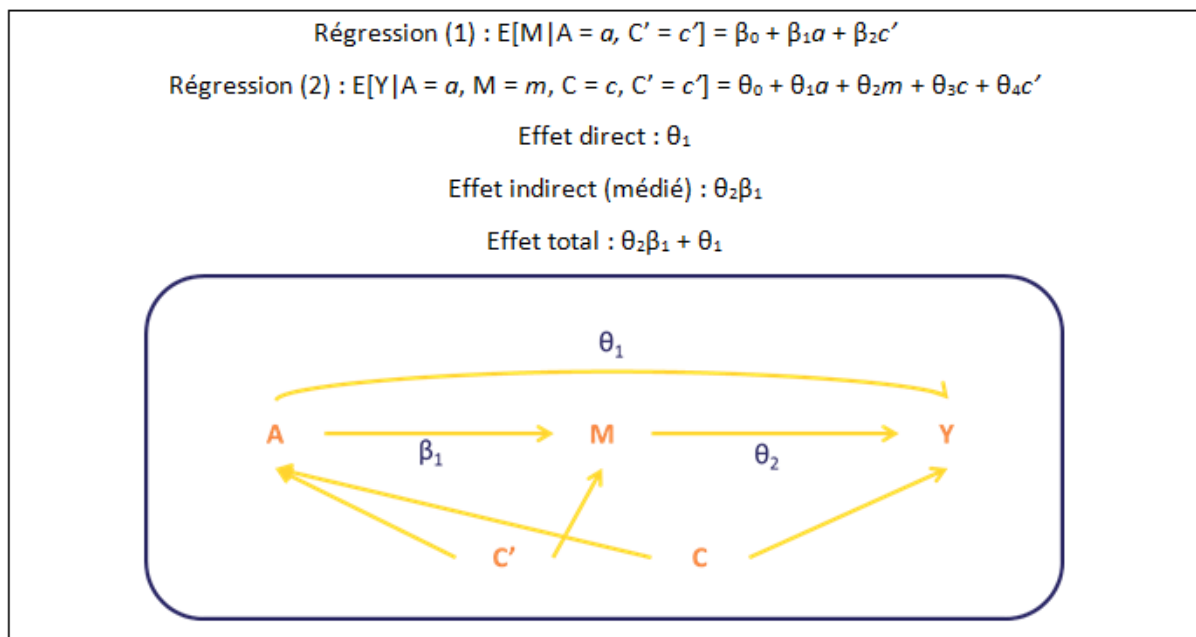 Régression (1) : E[M|A = a, C' = c'] = β₀ + β₁a + β₂c'
Régression (2) : E[Y|A = a, M = m, C = c, C' = c'] = θ₀ + θ₁a + θ₂m + θ₃c + θ₄c'
Effet direct : θ₁
Effet indirect (médié) : θ₂β₁
Effet total : θ₂β₁ + θ₁
θ₁
A M Y
β₁ θ₂
C' C